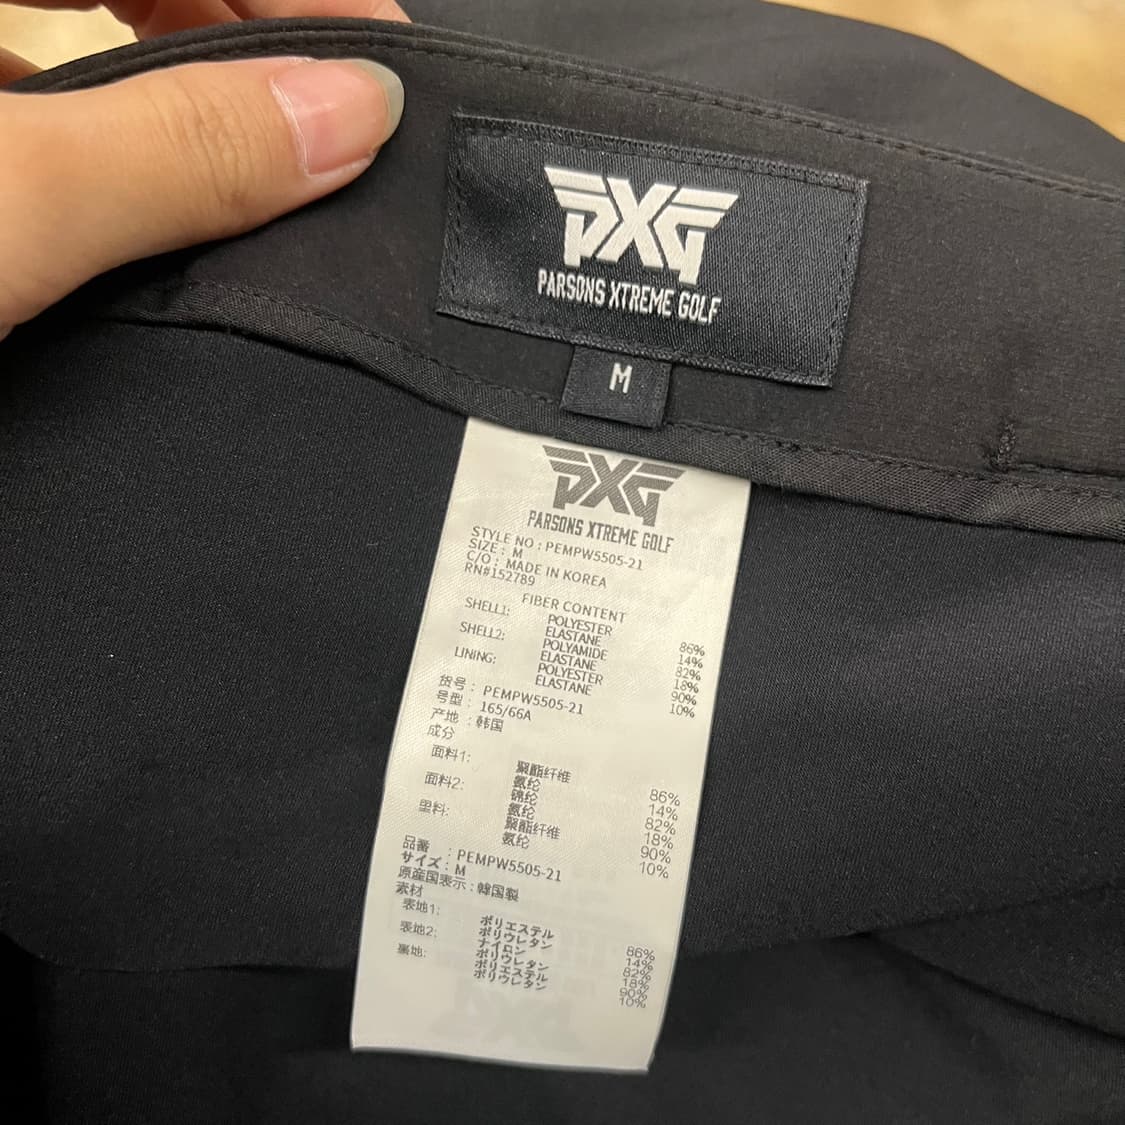 PXG
PARSONS XTREME GOLF
M
PXG
PARSONS XTREME GOLF
STYLE NO : PEMPW5505-21
SIZE : M
C/O : MADE IN KOREA
RN#152789
FIBER CONTENT
SHELL1: POLYESTER 86%
ELASTANE 14%
SHELL2: POLYAMIDE 82%
ELASTANE 18%
LINING: POLYESTER 90%
ELASTANE 10%
货号 : PEMPW5505-21
号型 : 165/66A
产地 : 韩国
成分
面料1: 聚酯纤维 86%
氨纶 14%
面料2: 锦纶 82%
氨纶 18%
里料: 聚酯纤维 90%
氨纶 10%
品番 : PEMPW5505-21
サイズ : M
原産国表示 : 韓国製
素材
表地1: ポリエステル 86%
ポリウレタン 14%
表地2: ナイロン 82%
ポリウレタン 18%
裏地: ポリエステル 90%
ポリウレタン 10%